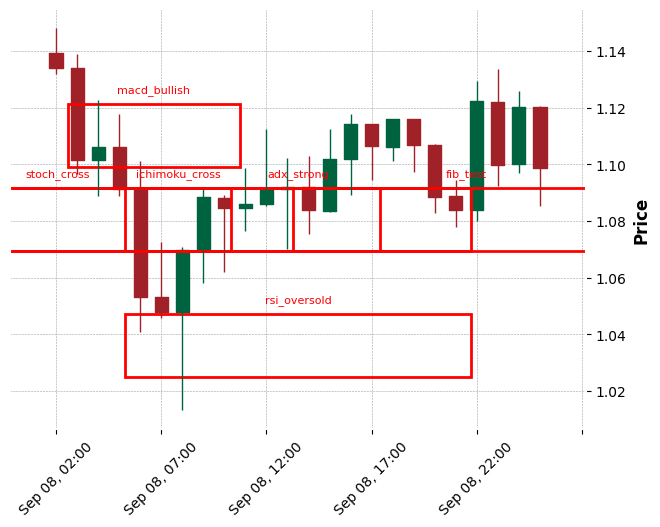 macd_bullish
stoch_cross
ichimoku_cross
adx_strong
fib_test
rsi_oversold
1.14
1.12
1.10
1.08
1.06
1.04
1.02
Price
Sep 08, 02:00
Sep 08, 07:00
Sep 08, 12:00
Sep 08, 17:00
Sep 08, 22:00